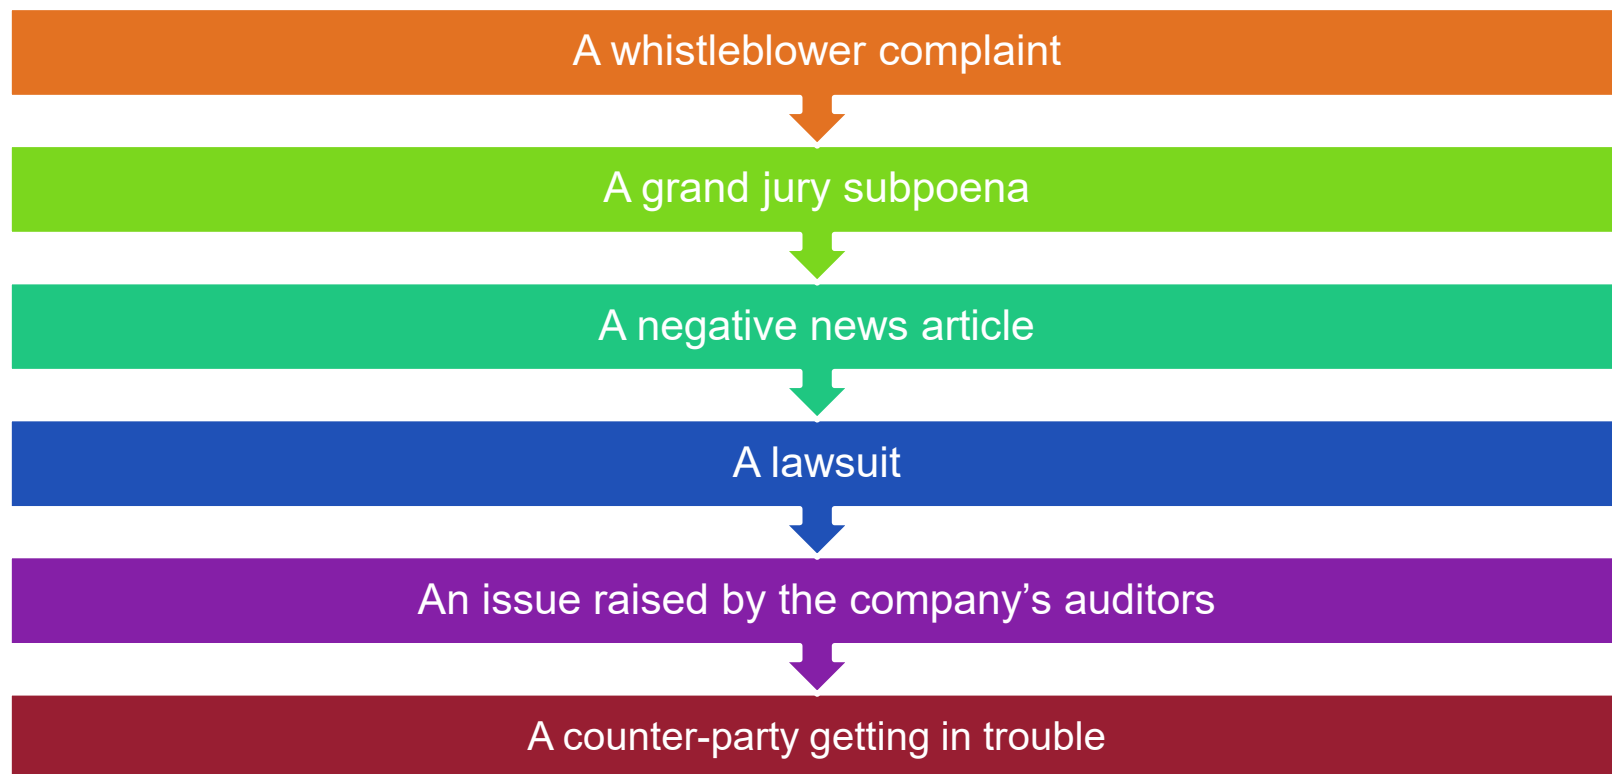 A whistleblower complaint
A grand jury subpoena
A negative news article
A lawsuit
An issue raised by the company’s auditors
A counter-party getting in trouble